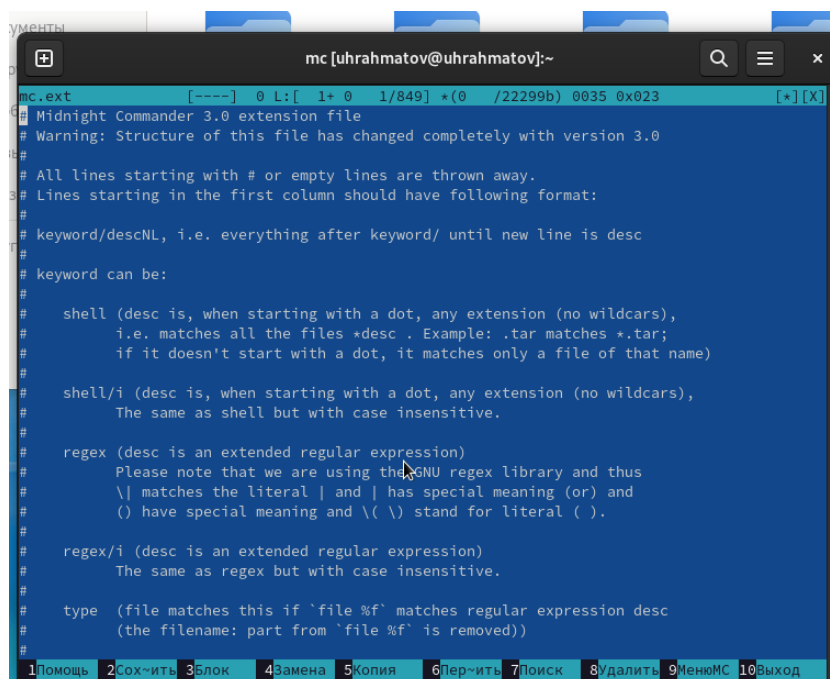 mc [uhrahmatov@uhrahmatov]:~
mc.ext [----] 0 L:[ 1+ 0 1/849] *(0 /22299b) 0035 0x023 [*][X]
# Midnight Commander 3.0 extension file
# Warning: Structure of this file has changed completely with version 3.0
#
# All lines starting with # or empty lines are thrown away.
# Lines starting in the first column should have following format:
#
# keyword/descNL, i.e. everything after keyword/ until new line is desc
#
# keyword can be:
#
# shell (desc is, when starting with a dot, any extension (no wildcars),
# i.e. matches all the files *desc . Example: .tar matches *.tar;
# if it doesn't start with a dot, it matches only a file of that name)
#
# shell/i (desc is, when starting with a dot, any extension (no wildcars),
# The same as shell but with case insensitive.
#
# regex (desc is an extended regular expression)
# Please note that we are using the GNU regex library and thus
# \| matches the literal | and | has special meaning (or) and
# () have special meaning and \( \) stand for literal ( ).
#
# regex/i (desc is an extended regular expression)
# The same as regex but with case insensitive.
#
# type (file matches this if `file %f` matches regular expression desc
# (the filename: part from `file %f` is removed))
#
1Помощь 2Сох~ить 3Блок 4Замена 5Копия 6Пер~ить 7Поиск 8Удалить 9МенюMC 10Выход